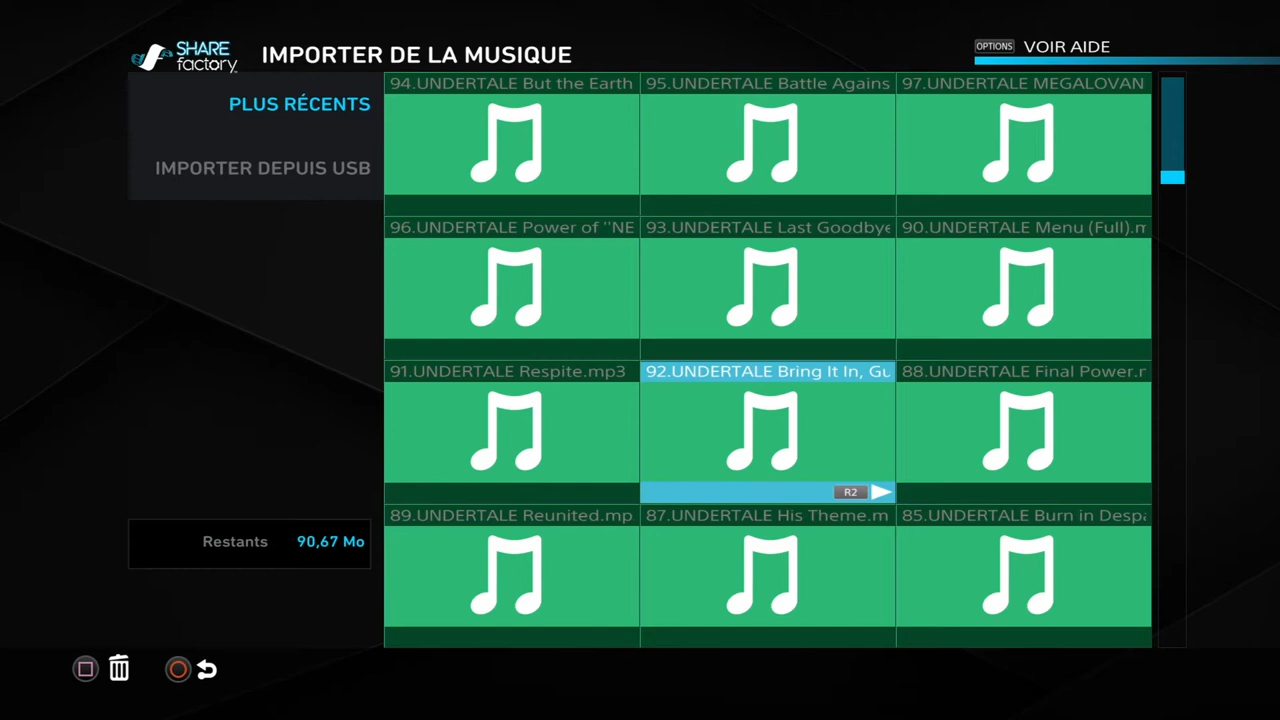 SHARE
factory
IMPORTER DE LA MUSIQUE
OPTIONS VOIR AIDE
PLUS RÉCENTS
IMPORTER DEPUIS USB
94.UNDERTALE But the Earth
95.UNDERTALE Battle Agains
97.UNDERTALE MEGALOVAN
96.UNDERTALE Power of "NE
93.UNDERTALE Last Goodbye
90.UNDERTALE Menu (Full).m
91.UNDERTALE Respite.mp3
92.UNDERTALE Bring It In, Gu
88.UNDERTALE Final Power.r
R2
89.UNDERTALE Reunited.mp
87.UNDERTALE His Theme.m
85.UNDERTALE Burn in Despa
Restants 90,67 Mo